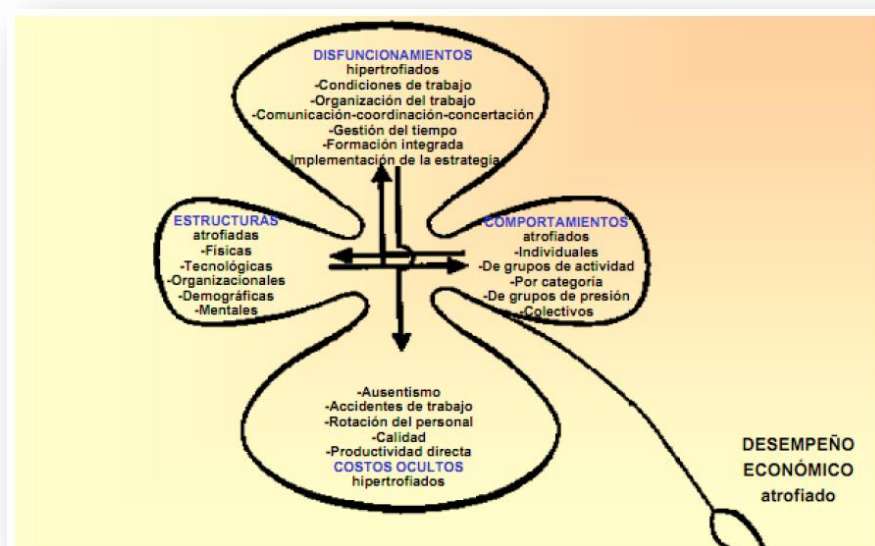 DISFUNCIONAMIENTOS
hipertrofiados
-Condiciones de trabajo
-Organización del trabajo
-Comunicación-coordinación-concertación
-Gestión del tiempo
-Formación integrada
Implementación de la estrategia
ESTRUCTURAS
atrofiadas
-Físicas
-Tecnológicas
-Organizacionales
-Demográficas
-Mentales
COMPORTAMIENTOS
atrofiados
-Individuales
-De grupos de actividad
-Por categoría
-De grupos de presión
-Colectivos
-Ausentismo
-Accidentes de trabajo
-Rotación del personal
-Calidad
-Productividad directa
COSTOS OCULTOS
hipertrofiados
DESEMPEÑO
ECONÓMICO
atrofiado